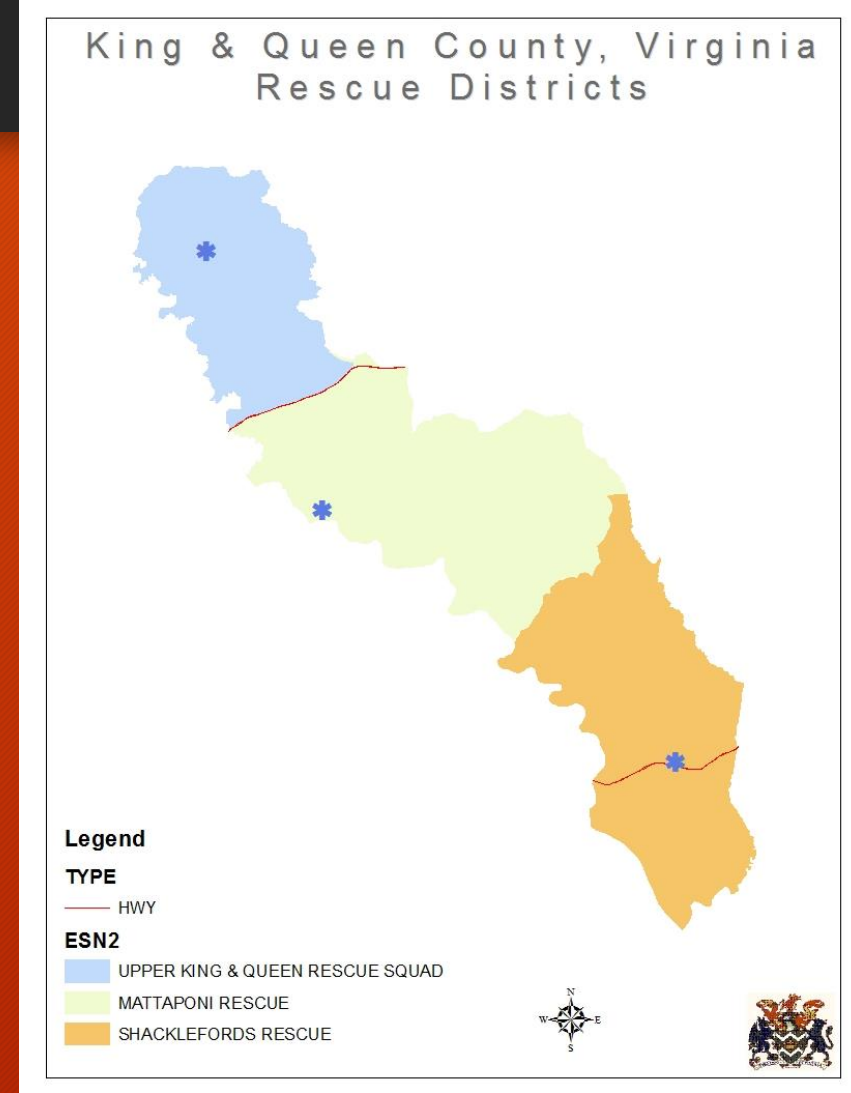 King & Queen County, Virginia
Rescue Districts
Legend
TYPE
HWY
ESN2
UPPER KING & QUEEN RESCUE SQUAD
MATTAPONI RESCUE
SHACKLEFORDS RESCUE
N
W E
S